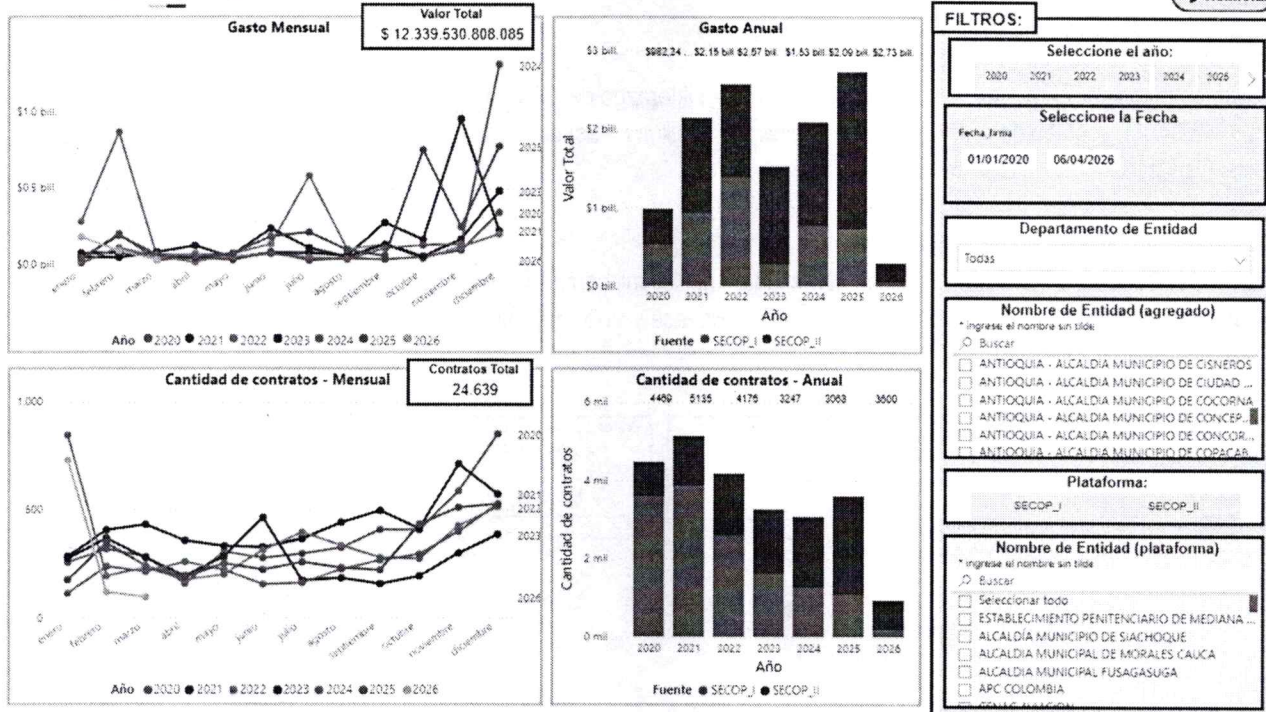 Gasto Mensual
Valor Total
$ 12.339.530.808.085
$1.0 bill.
$0.5 bill.
$0.0 bill.
2024
2025
2023
2020
2021
2026
enero
febrero
marzo
abril
mayo
junio
julio
agosto
septiembre
octubre
noviembre
diciembre
Año 2020 2021 2022 2023 2024 2025 2026
Gasto Anual
$982,34 ... $2.15 bill. $2.57 bill. $1.53 bill. $2.09 bill. $2.73 bill.
$3 bill.
$2 bill.
$1 bill.
$0 bill.
Valor Total
2020 2021 2022 2023 2024 2025 2026
Año
Fuente SECOP_I SECOP_II
Cantidad de contratos - Mensual
Contratos Total
24.639
1.000
500
0
2020
2021
2022
2023
2026
enero
febrero
marzo
abril
mayo
junio
julio
agosto
septiembre
octubre
noviembre
diciembre
Año 2020 2021 2022 2023 2024 2025 2026
Cantidad de contratos - Anual
4469 5135 4176 3247 3063 3600
6 mil
4 mil
2 mil
0 mil
Cantidad de contratos
2020 2021 2022 2023 2024 2025 2026
Año
Fuente SECOP_I SECOP_II
FILTROS:
Seleccione el año:
2020 2021 2022 2023 2024 2025
Seleccione la Fecha
Fecha_firma
01/01/2020 06/04/2026
Departamento de Entidad
Todas
Nombre de Entidad (agregado)
* Ingrese el nombre sin tilde
Buscar
ANTIOQUIA - ALCALDIA MUNICIPIO DE CISNEROS
ANTIOQUIA - ALCALDIA MUNICIPIO DE CIUDAD ...
ANTIOQUIA - ALCALDIA MUNICIPIO DE COCORNA
ANTIOQUIA - ALCALDIA MUNICIPIO DE CONCEP...
ANTIOQUIA - ALCALDIA MUNICIPIO DE CONCOR...
ANTIOQUIA - ALCALDIA MUNICIPIO DE COPACAB...
Plataforma:
SECOP_I SECOP_II
Nombre de Entidad (plataforma)
* Ingrese el nombre sin tilde
Buscar
Seleccionar todo
ESTABLECIMIENTO PENITENCIARIO DE MEDIANA ...
ALCALDÍA MUNICIPIO DE SIACHOQUE
ALCALDIA MUNICIPAL DE MORALES CAUCA
ALCALDIA MUNICIPAL FUSAGASUGA
APC COLOMBIA
CENAC AVIACION